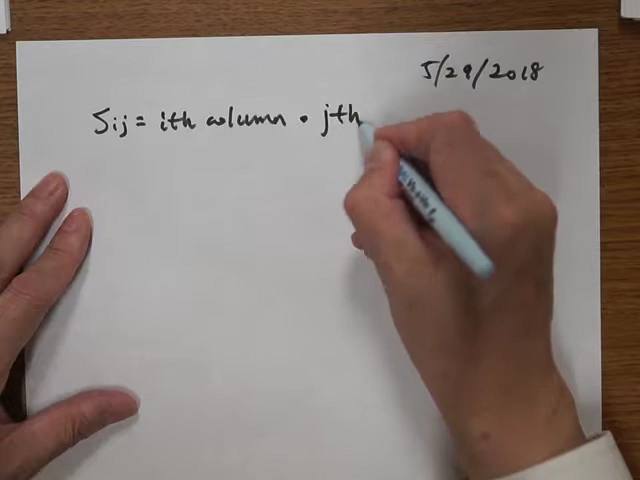 5/29/2018
Sij = ith column • jth